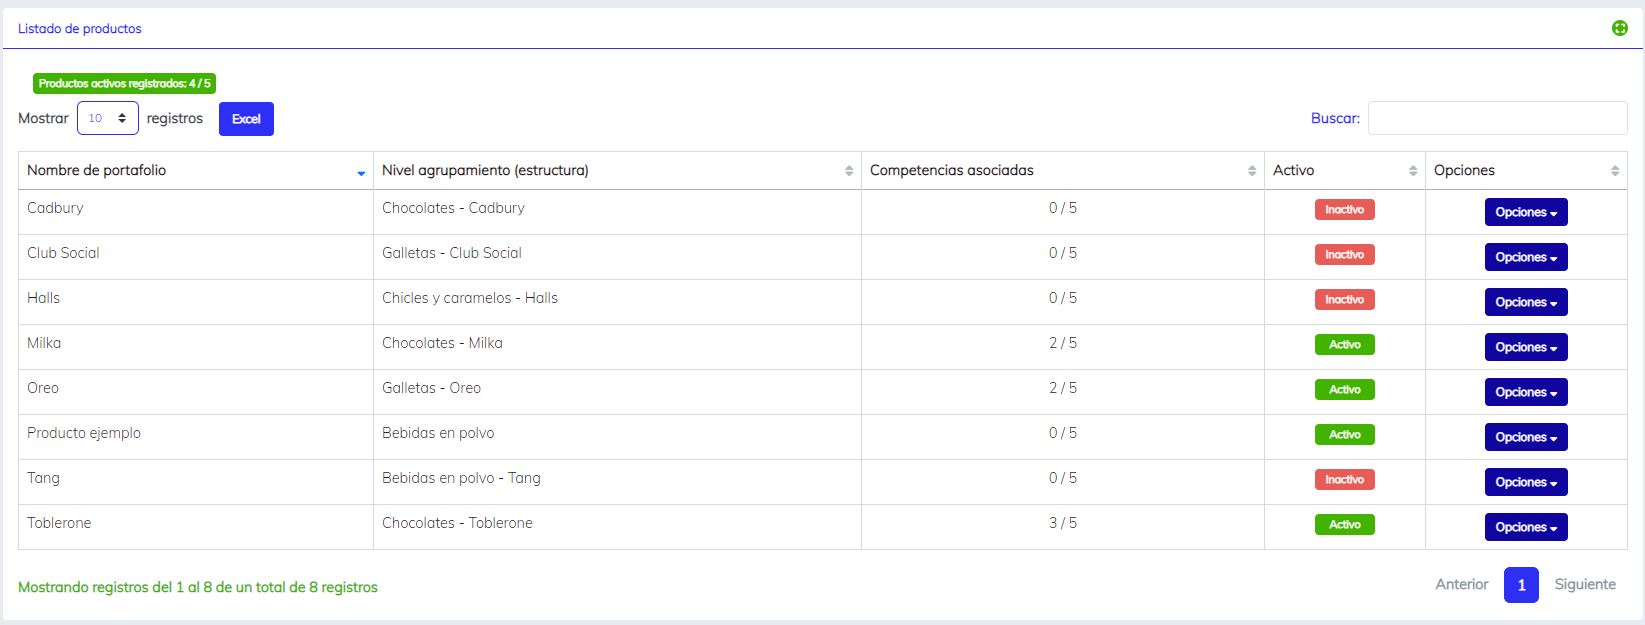 Listado de productos
Productos activos registrados: 4 / 5
Mostrar 10 registros Excel Buscar:
Nombre de portafolio Nivel agrupamiento (estructura) Competencias asociadas Activo Opciones
Cadbury Chocolates - Cadbury 0 / 5 Inactivo Opciones
Club Social Galletas - Club Social 0 / 5 Inactivo Opciones
Halls Chicles y caramelos - Halls 0 / 5 Inactivo Opciones
Milka Chocolates - Milka 2 / 5 Activo Opciones
Oreo Galletas - Oreo 2 / 5 Activo Opciones
Producto ejemplo Bebidas en polvo 0 / 5 Activo Opciones
Tang Bebidas en polvo - Tang 0 / 5 Inactivo Opciones
Toblerone Chocolates - Toblerone 3 / 5 Activo Opciones
Mostrando registros del 1 al 8 de un total de 8 registros Anterior 1 Siguiente